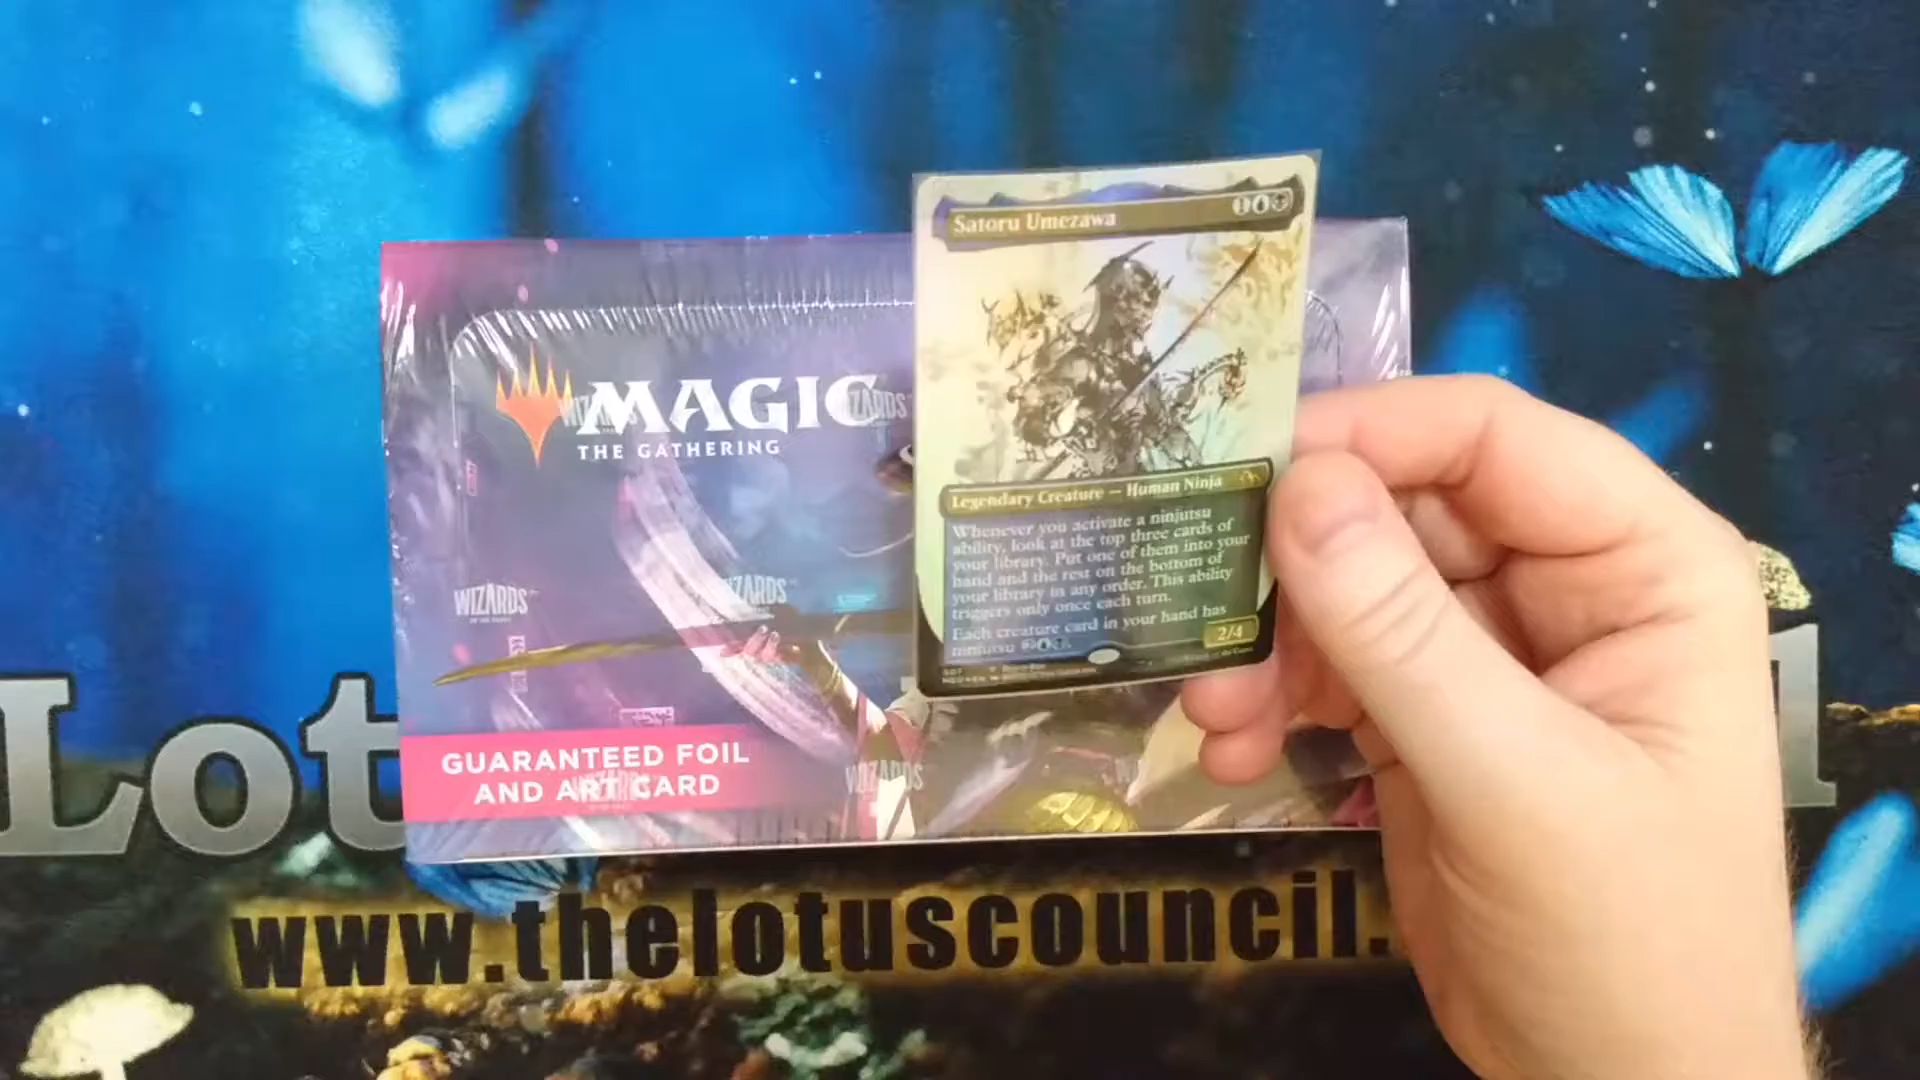 Satoru Umezawa
MAGIC
THE GATHERING
Legendary Creature — Human Ninja
Whenever you activate a ninjutsu
ability, look at the top three cards of
your library. Put one of them into your
hand and the rest on the bottom of
your library in any order. This ability
triggers only once each turn.
Each creature card in your hand has
ninjutsu
2/4
WIZARDS
WIZARDS
GUARANTEED FOIL
AND ART CARD
WIZARDS
Lot
www.thelotuscouncil.